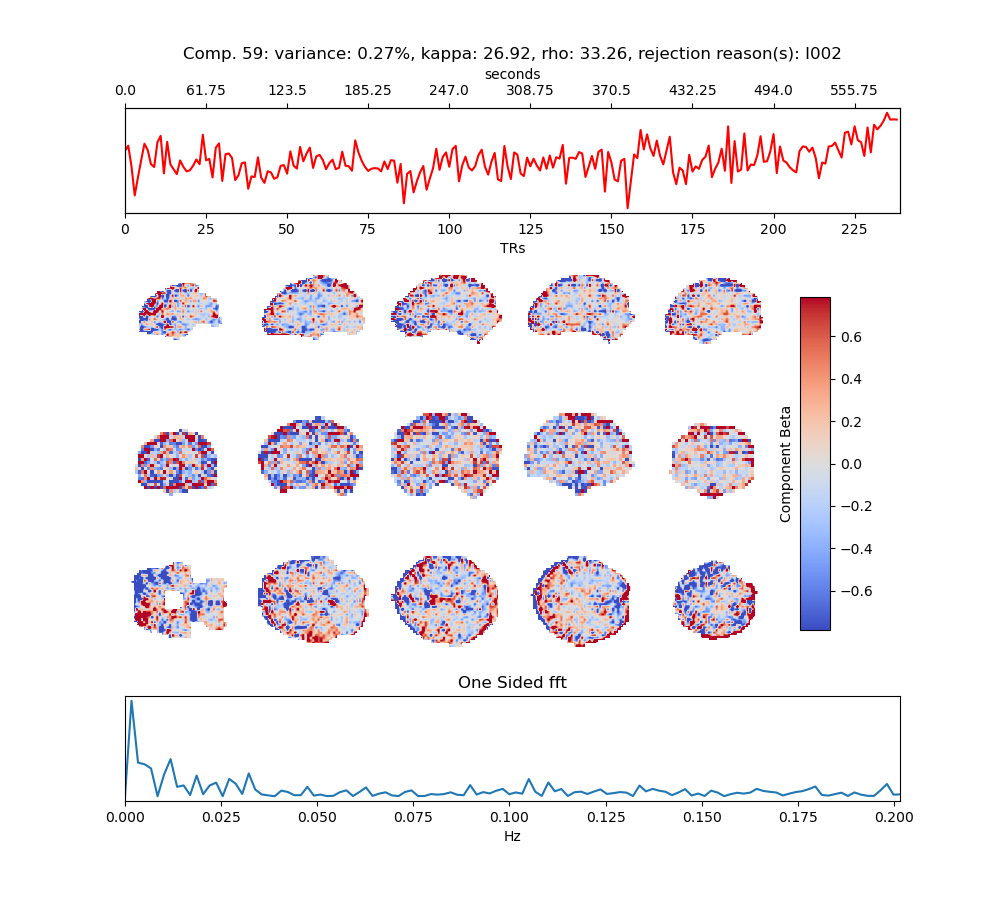 Comp. 59: variance: 0.27%, kappa: 26.92, rho: 33.26, rejection reason(s): I002
seconds
0.0 61.75 123.5 185.25 247.0 308.75 370.5 432.25 494.0 555.75
0 25 50 75 100 125 150 175 200 225
TRs
0.6
0.4
0.2
0.0
−0.2
−0.4
−0.6
Component Beta
One Sided fft
0.000 0.025 0.050 0.075 0.100 0.125 0.150 0.175 0.200
Hz